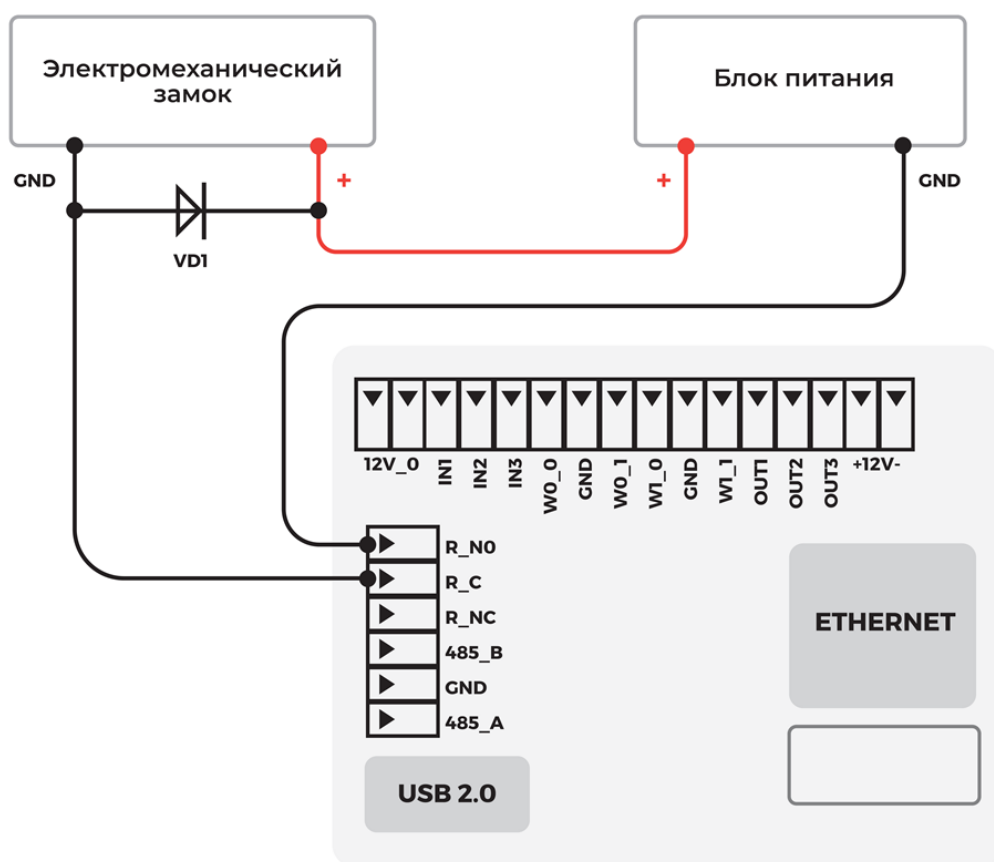 Электромеханический
замок
Блок питания
GND
+
+
GND
VD1
12V_0
IN1
IN2
IN3
W0_0
GND
W0_1
W1_0
GND
W1_1
OUT1
OUT2
OUT3
+12V-
R_N0
R_C
R_NC
485_B
GND
485_A
ETHERNET
USB 2.0